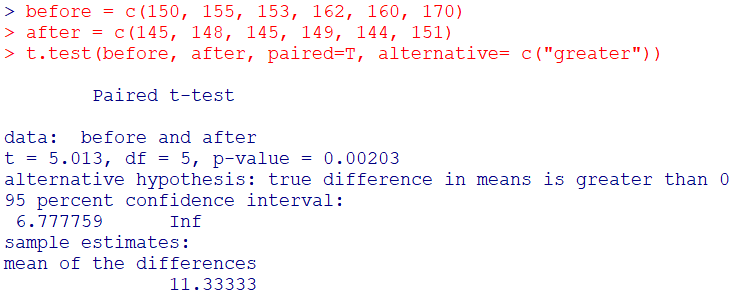 > before = c(150, 155, 153, 162, 160, 170)
> after = c(145, 148, 145, 149, 144, 151)
> t.test(before, after, paired=T, alternative= c("greater"))
Paired t-test
data:  before and after
t = 5.013, df = 5, p-value = 0.00203
alternative hypothesis: true difference in means is greater than 0
95 percent confidence interval:
6.777759      Inf
sample estimates:
mean of the differences
11.33333